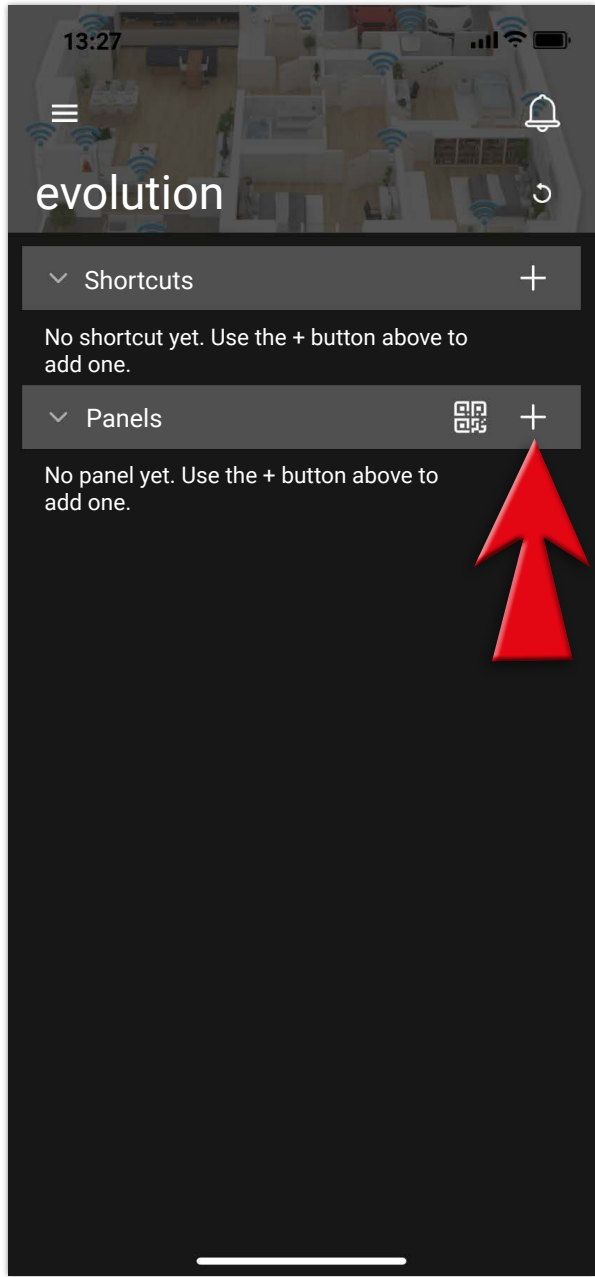 13:27
evolution
Shortcuts
No shortcut yet. Use the + button above to
add one.
Panels
No panel yet. Use the + button above to
add one.